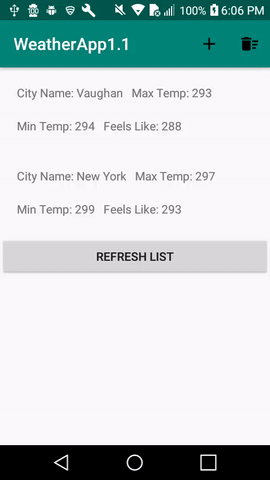 100% 6:06 PM
WeatherApp1.1
City Name: Vaughan Max Temp: 293
Min Temp: 294 Feels Like: 288
City Name: New York Max Temp: 297
Min Temp: 299 Feels Like: 293
REFRESH LIST